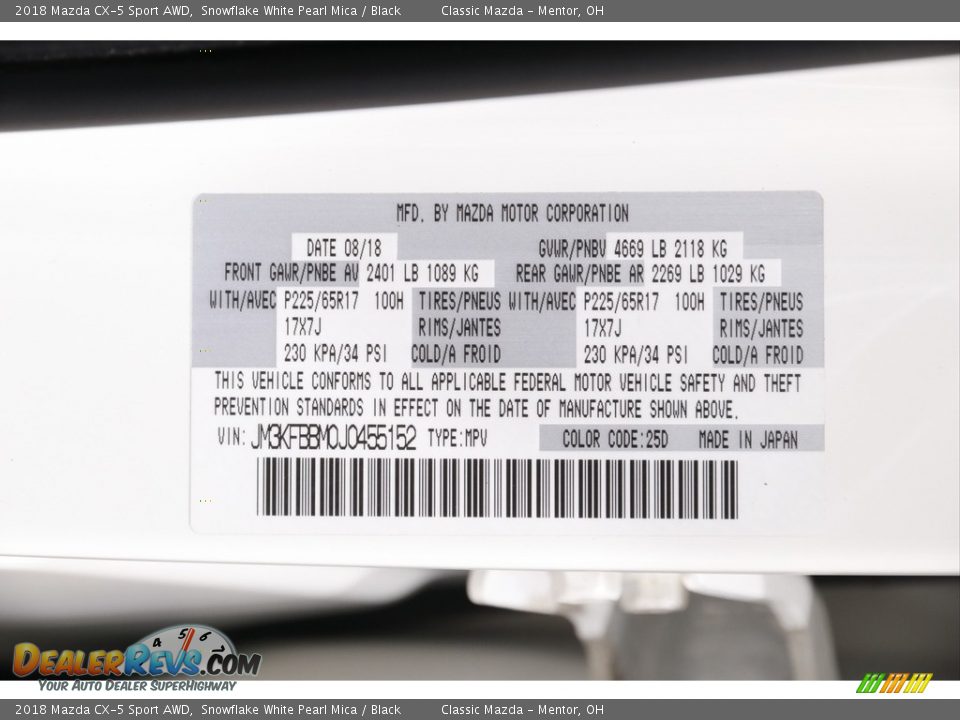 2018 Mazda CX-5 Sport AWD,  Snowflake White Pearl Mica / Black        Classic Mazda - Mentor, OH
MFD. BY MAZDA MOTOR CORPORATION
DATE 08/18 GVWR/PNBV 4669 LB 2118 KG
FRONT GAWR/PNBE AV 2401 LB 1089 KG REAR GAWR/PNBE AR 2269 LB 1029 KG
WITH/AVEC P225/65R17 100H TIRES/PNEUS WITH/AVEC P225/65R17 100H TIRES/PNEUS
17X7J RIMS/JANTES 17X7J RIMS/JANTES
230 KPA/34 PSI COLD/A FROID 230 KPA/34 PSI COLD/A FROID
THIS VEHICLE CONFORMS TO ALL APPLICABLE FEDERAL MOTOR VEHICLE SAFETY AND THEFT
PREVENTION STANDARDS IN EFFECT ON THE DATE OF MANUFACTURE SHOWN ABOVE.
VIN: JM3KFBBM0J0455152 TYPE:MPV COLOR CODE:25D MADE IN JAPAN
4 5 6
DEALERREVS.COM
YOUR AUTO DEALER SUPERHIGHWAY
2018 Mazda CX-5 Sport AWD,  Snowflake White Pearl Mica / Black        Classic Mazda - Mentor, OH